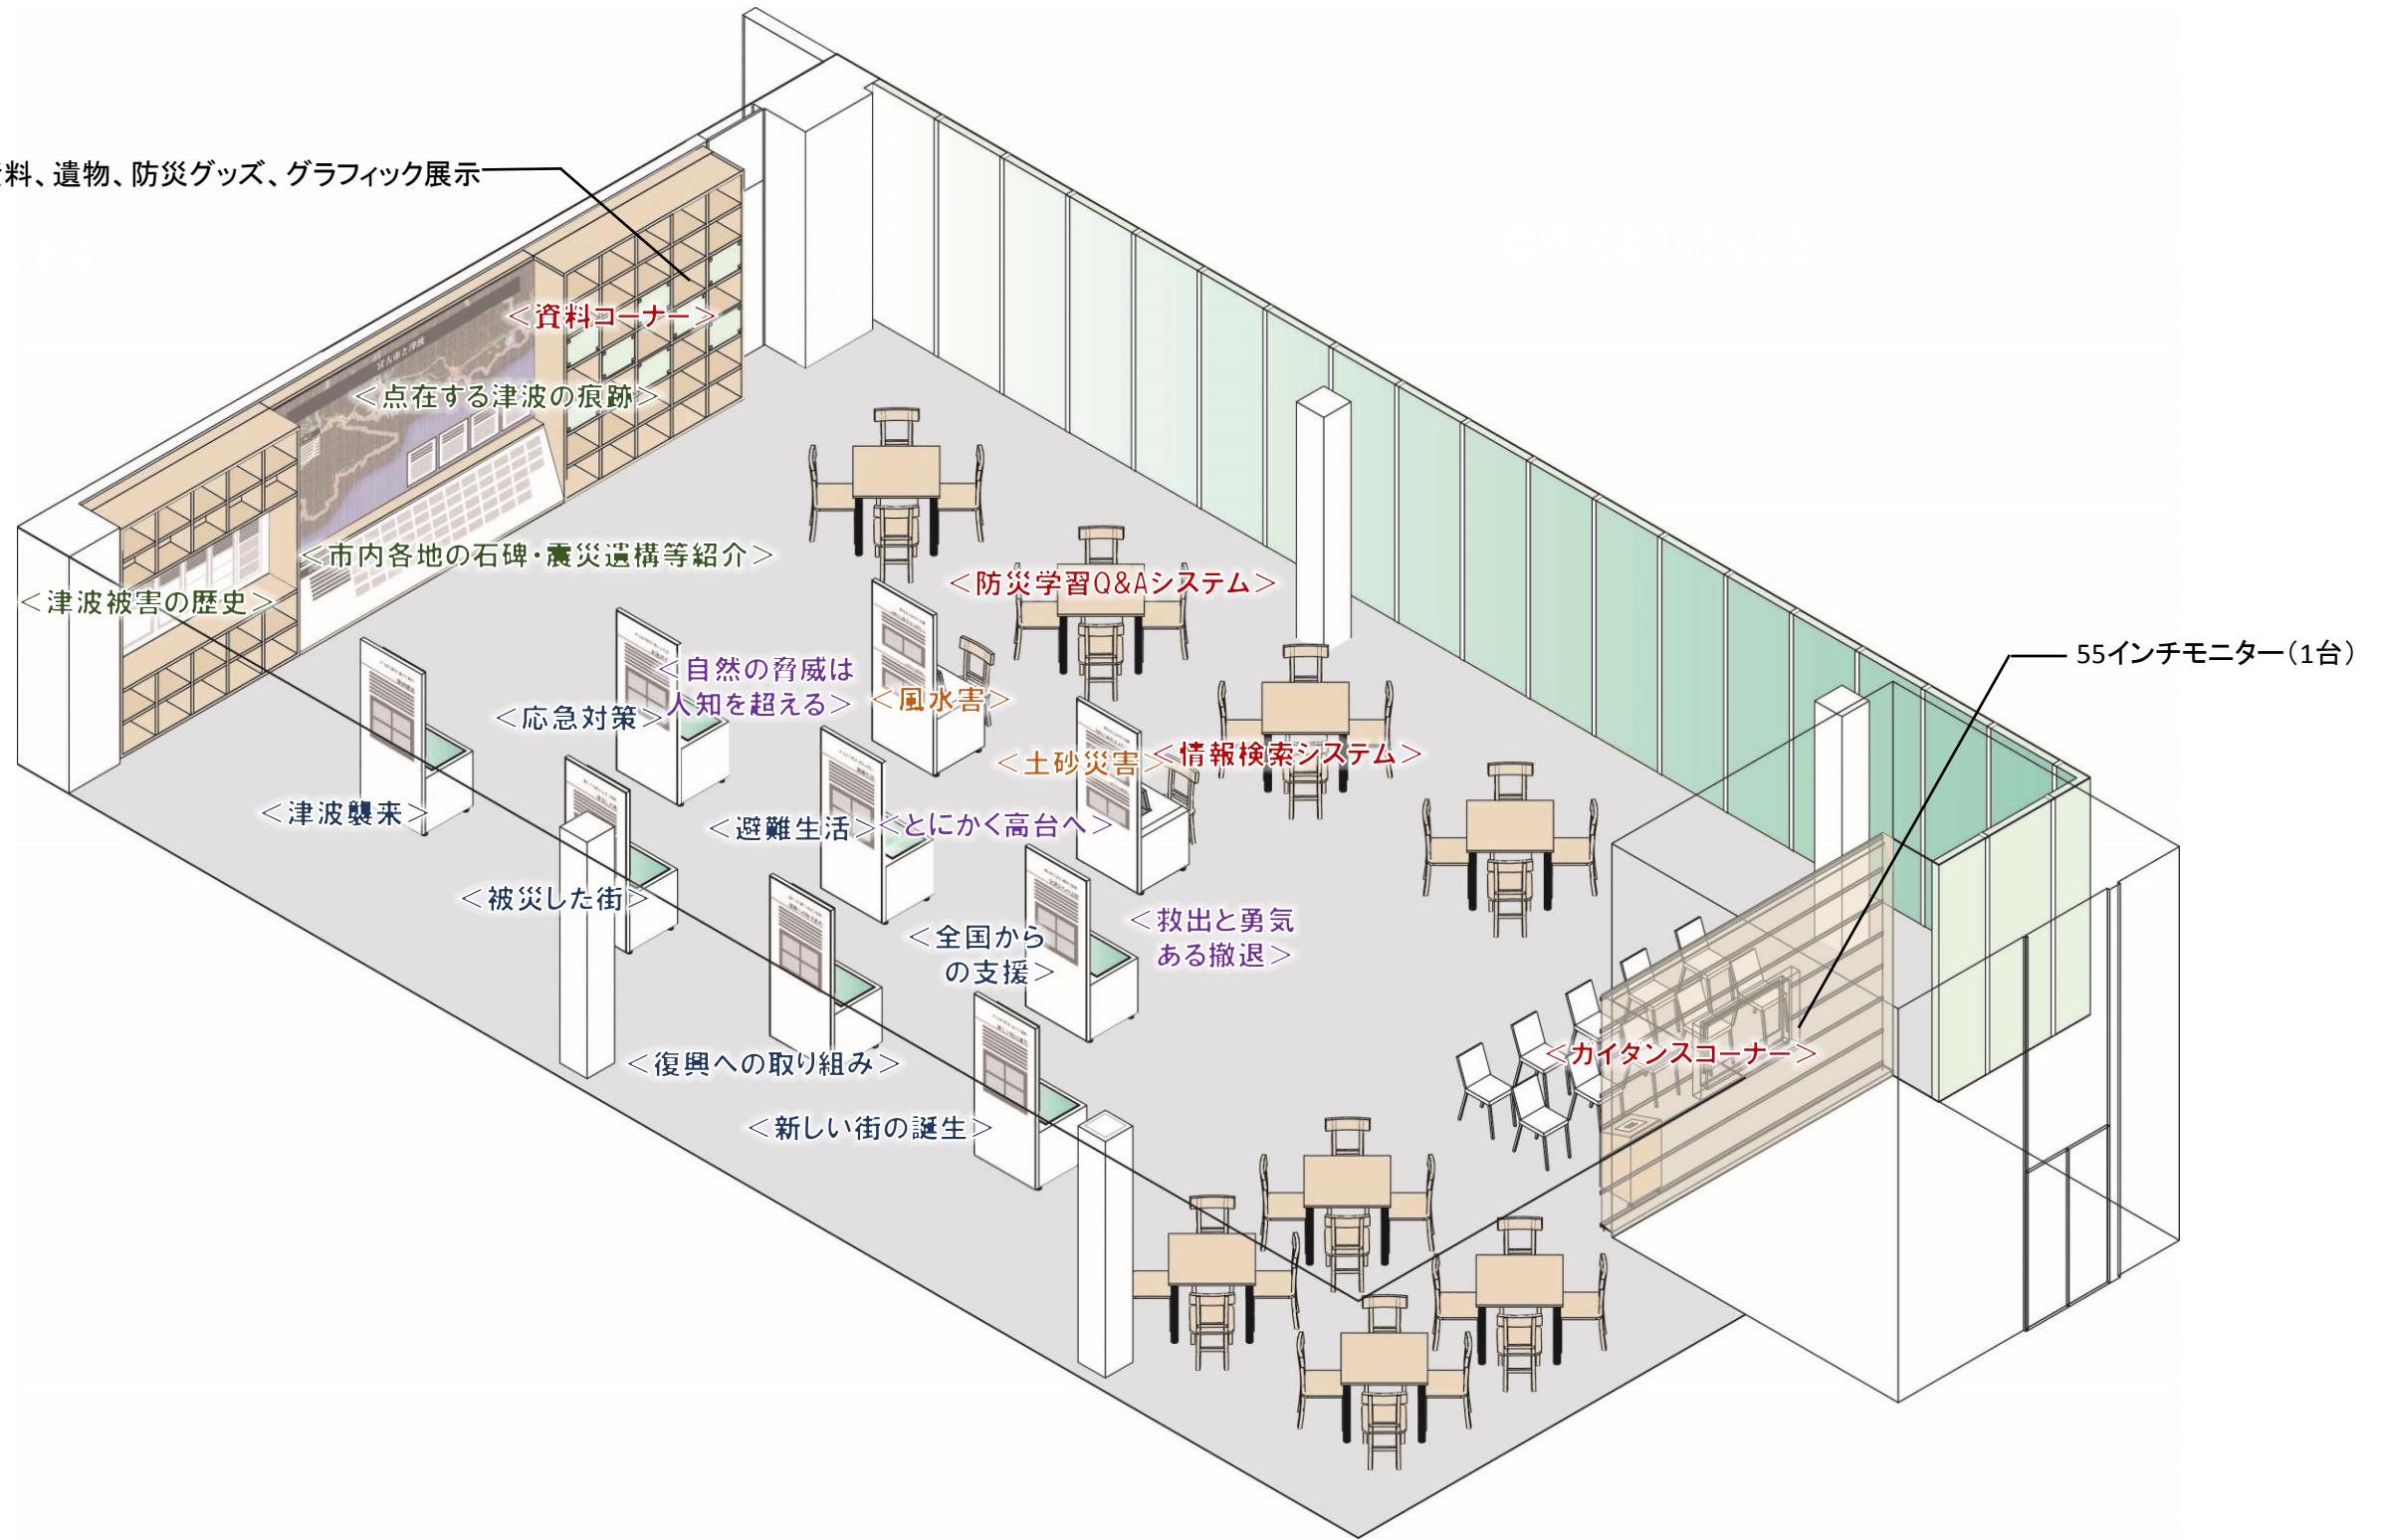 料、遺物、防災グッズ、グラフィック展示
＜資料コーナー＞
宮古市と津波
＜点在する津波の痕跡＞
＜市内各地の石碑・震災遺構等紹介＞
＜津波被害の歴史＞
＜防災学習Q&Aシステム＞
55インチモニター（1台）
＜自然の脅威は
人知を超える＞
＜風水害＞
＜応急対策＞
＜土砂災害＞
＜情報検索システム＞
＜津波襲来＞
＜避難生活＞
＜とにかく高台へ＞
＜被災した街＞
＜全国から
の支援＞
＜救出と勇気
ある撤退＞
＜復興への取り組み＞
＜ガイタンスコーナー＞
＜新しい街の誕生＞